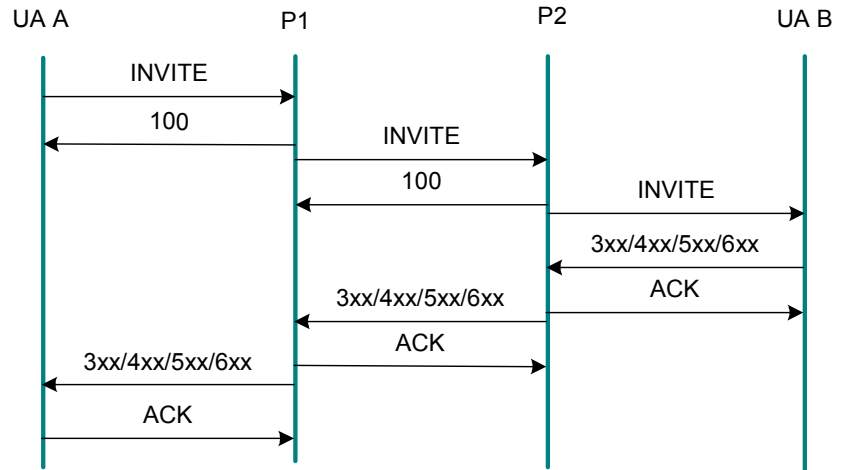 UA A
P1
P2
UA B
INVITE
100
INVITE
100
INVITE
3xx/4xx/5xx/6xx
ACK
3xx/4xx/5xx/6xx
ACK
3xx/4xx/5xx/6xx
ACK